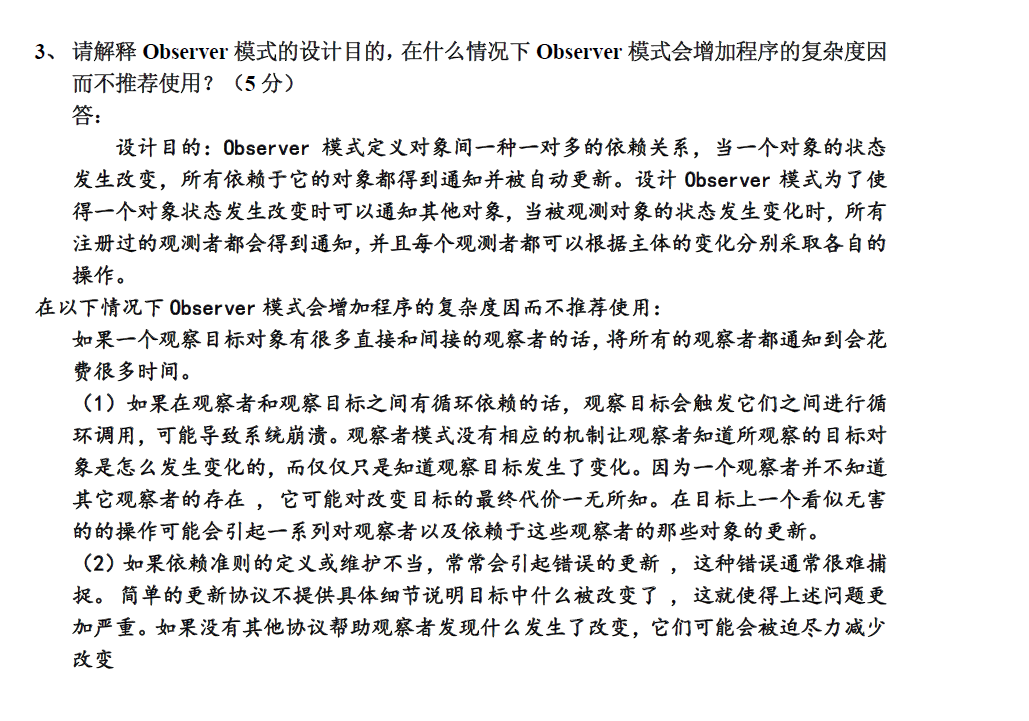 3、 请解释 Observer 模式的设计目的，在什么情况下 Observer 模式会增加程序的复杂度因
而不推荐使用？（5 分）
答：
设计目的：Observer 模式定义对象间一种一对多的依赖关系，当一个对象的状态
发生改变，所有依赖于它的对象都得到通知并被自动更新。设计 Observer 模式为了使
得一个对象状态发生改变时可以通知其他对象，当被观测对象的状态发生变化时，所有
注册过的观测者都会得到通知，并且每个观测者都可以根据主体的变化分别采取各自的
操作。
在以下情况下 Observer 模式会增加程序的复杂度因而不推荐使用：
如果一个观察目标对象有很多直接和间接的观察者的话，将所有的观察者都通知到会花
费很多时间。
（1）如果在观察者和观察目标之间有循环依赖的话，观察目标会触发它们之间进行循
环调用，可能导致系统崩溃。观察者模式没有相应的机制让观察者知道所观察的目标对
象是怎么发生变化的，而仅仅只是知道观察目标发生了变化。因为一个观察者并不知道
其它观察者的存在 ， 它可能对改变目标的最终代价一无所知。在目标上一个看似无害
的的操作可能会引起一系列对观察者以及依赖于这些观察者的那些对象的更新。
（2）如果依赖准则的定义或维护不当，常常会引起错误的更新 ， 这种错误通常很难捕
捉。 简单的更新协议不提供具体细节说明目标中什么被改变了 ， 这就使得上述问题更
加严重。如果没有其他协议帮助观察者发现什么发生了改变，它们可能会被迫尽力减少
改变